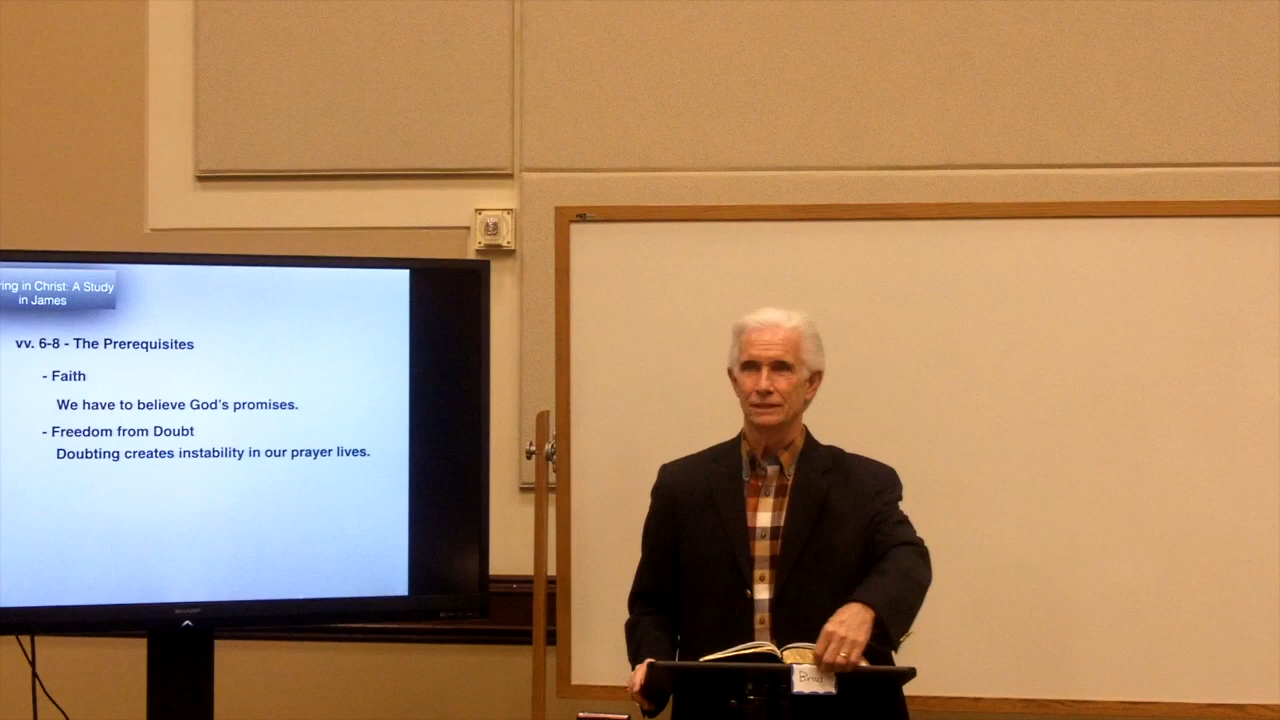 ring in Christ: A Study
in James
vv. 6-8 - The Prerequisites
- Faith
We have to believe God's promises.
- Freedom from Doubt
Doubting creates instability in our prayer lives.
SHARP
Brad